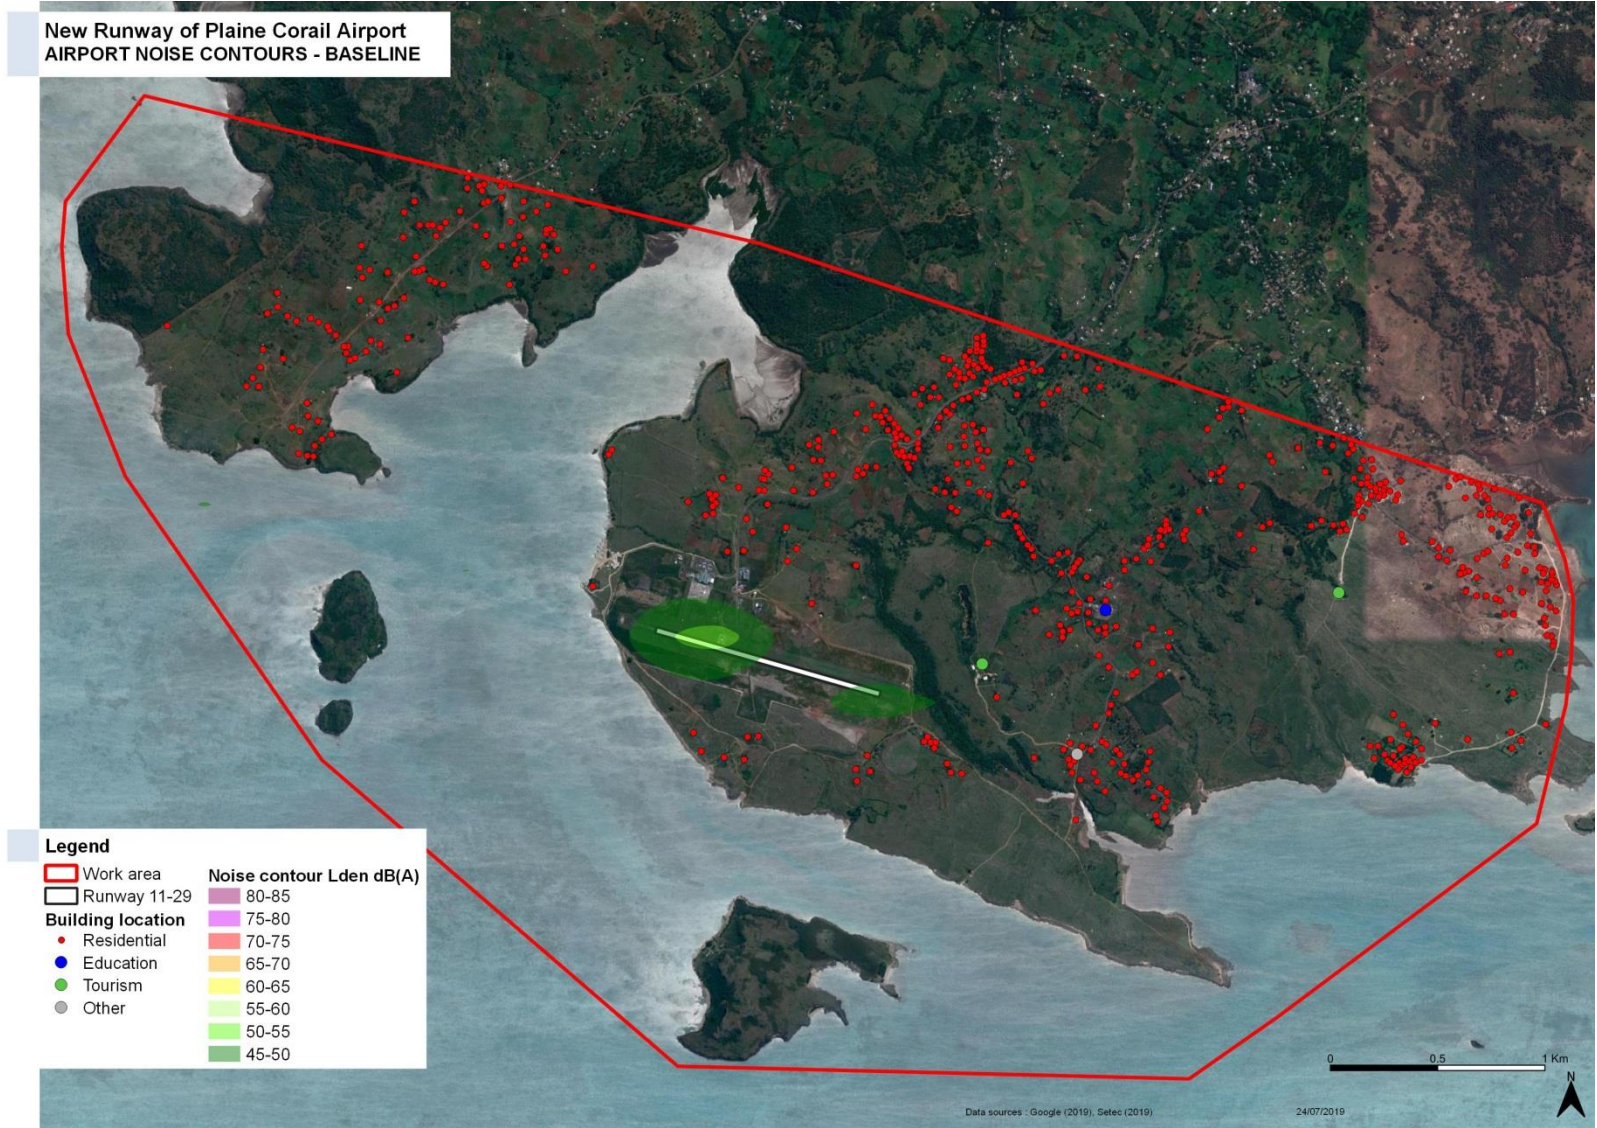 New Runway of Plaine Corail Airport
AIRPORT NOISE CONTOURS - BASELINE
Legend
Work area
Runway 11-29
Building location
Residential
Education
Tourism
Other
Noise contour Lden dB(A)
80-85
75-80
70-75
65-70
60-65
55-60
50-55
45-50
0 0.5 1 Km
N
Data sources : Google (2019), Setec (2019)
24/07/2019